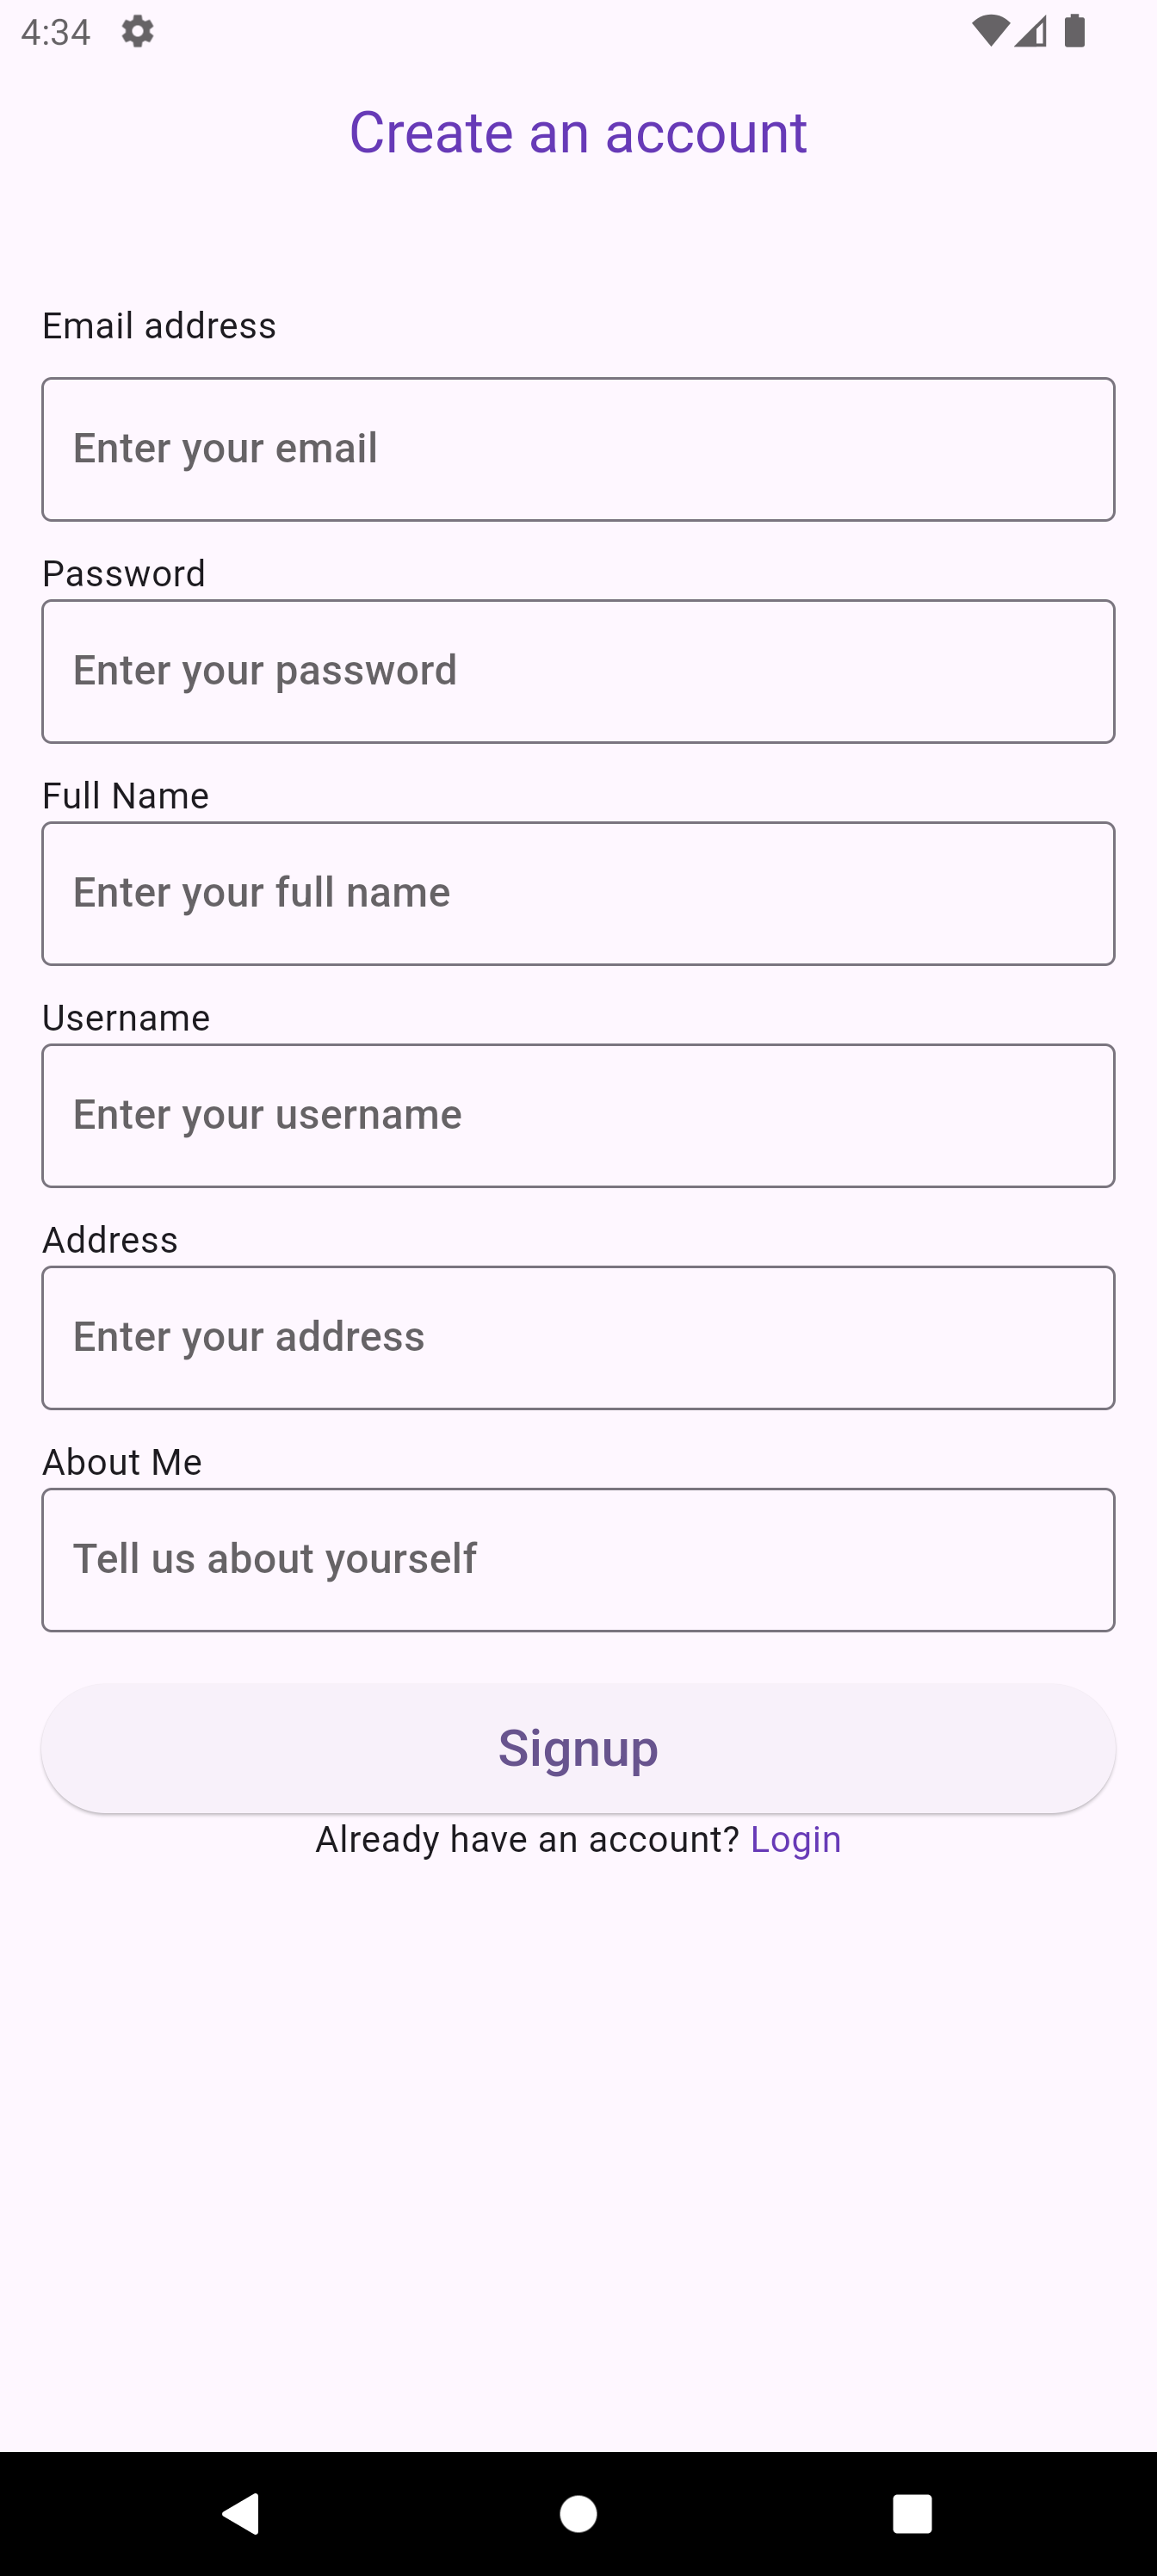 4:34
Create an account
Email address
Enter your email
Password
Enter your password
Full Name
Enter your full name
Username
Enter your username
Address
Enter your address
About Me
Tell us about yourself
Signup
Already have an account? Login